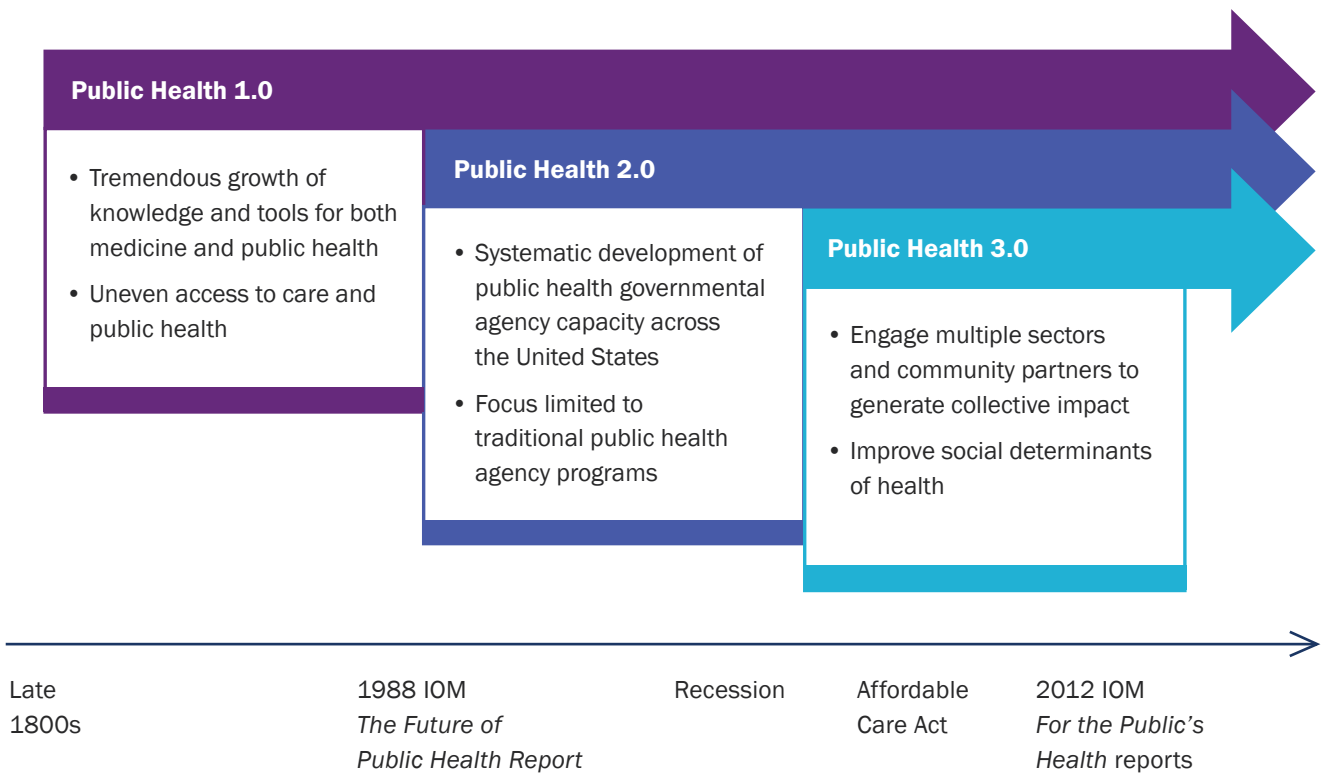 Public Health 1.0
• Tremendous growth of
knowledge and tools for both
medicine and public health
• Uneven access to care and
public health
Public Health 2.0
• Systematic development of
public health governmental
agency capacity across
the United States
• Focus limited to
traditional public health
agency programs
Public Health 3.0
• Engage multiple sectors
and community partners to
generate collective impact
• Improve social determinants
of health
Late
1800s
1988 IOM
The Future of
Public Health Report
Recession
Affordable
Care Act
2012 IOM
For the Public’s
Health reports